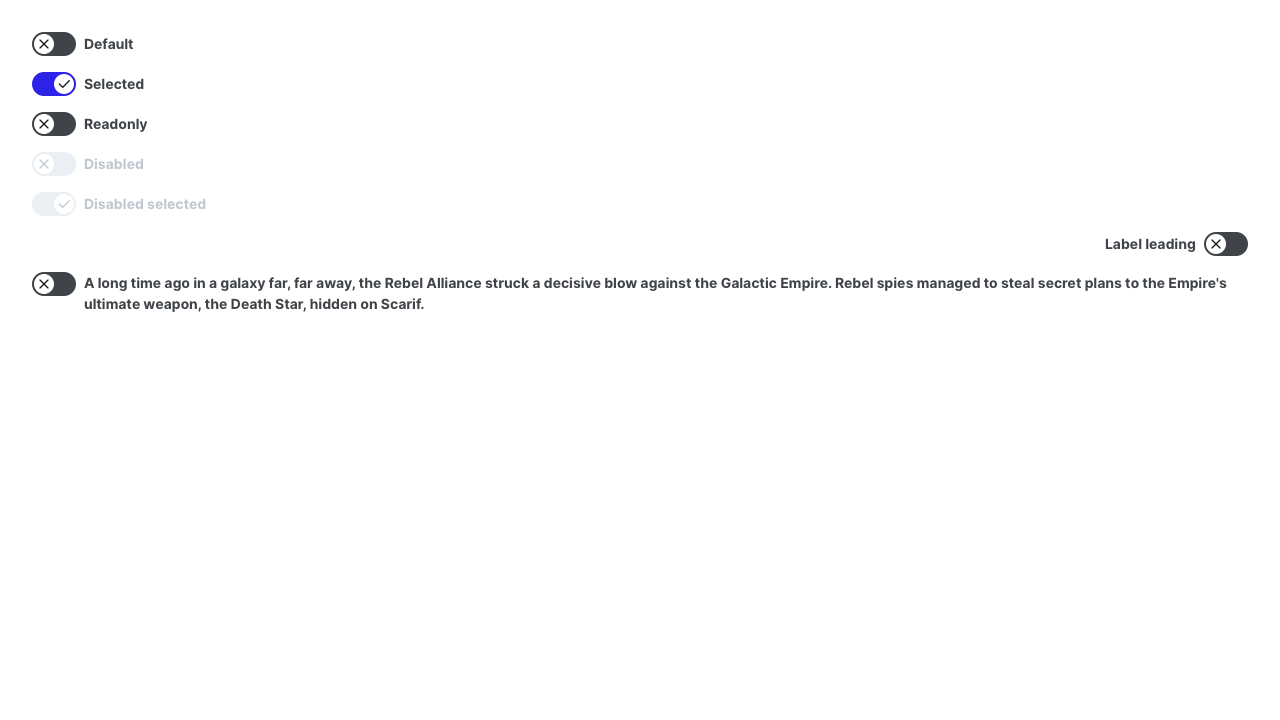 Default
Selected
Readonly
Disabled
Disabled selected
Label leading
A long time ago in a galaxy far, far away, the Rebel Alliance struck a decisive blow against the Galactic Empire. Rebel spies managed to steal secret plans to the Empire's
ultimate weapon, the Death Star, hidden on Scarif.